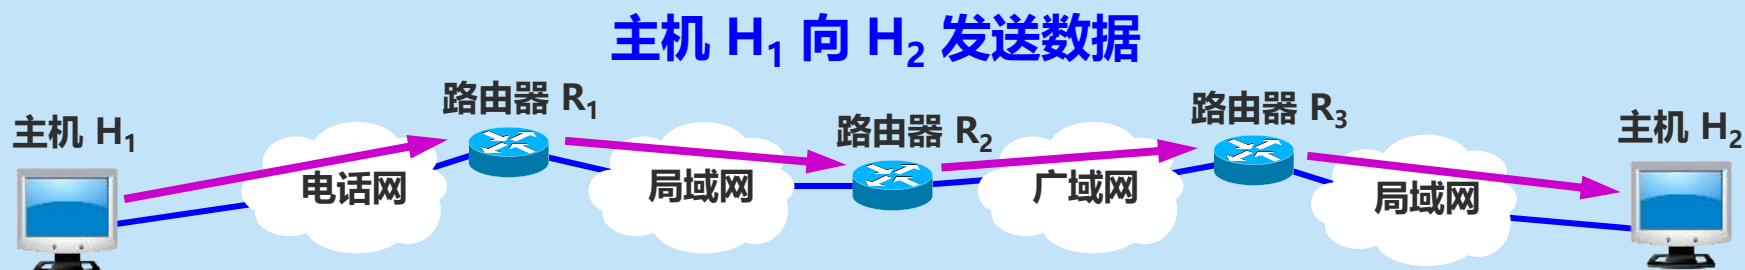 主机 H₁ 向 H₂ 发送数据
主机 H₁
路由器 R₁
路由器 R₂
路由器 R₃
主机 H₂
电话网
局域网
广域网
局域网